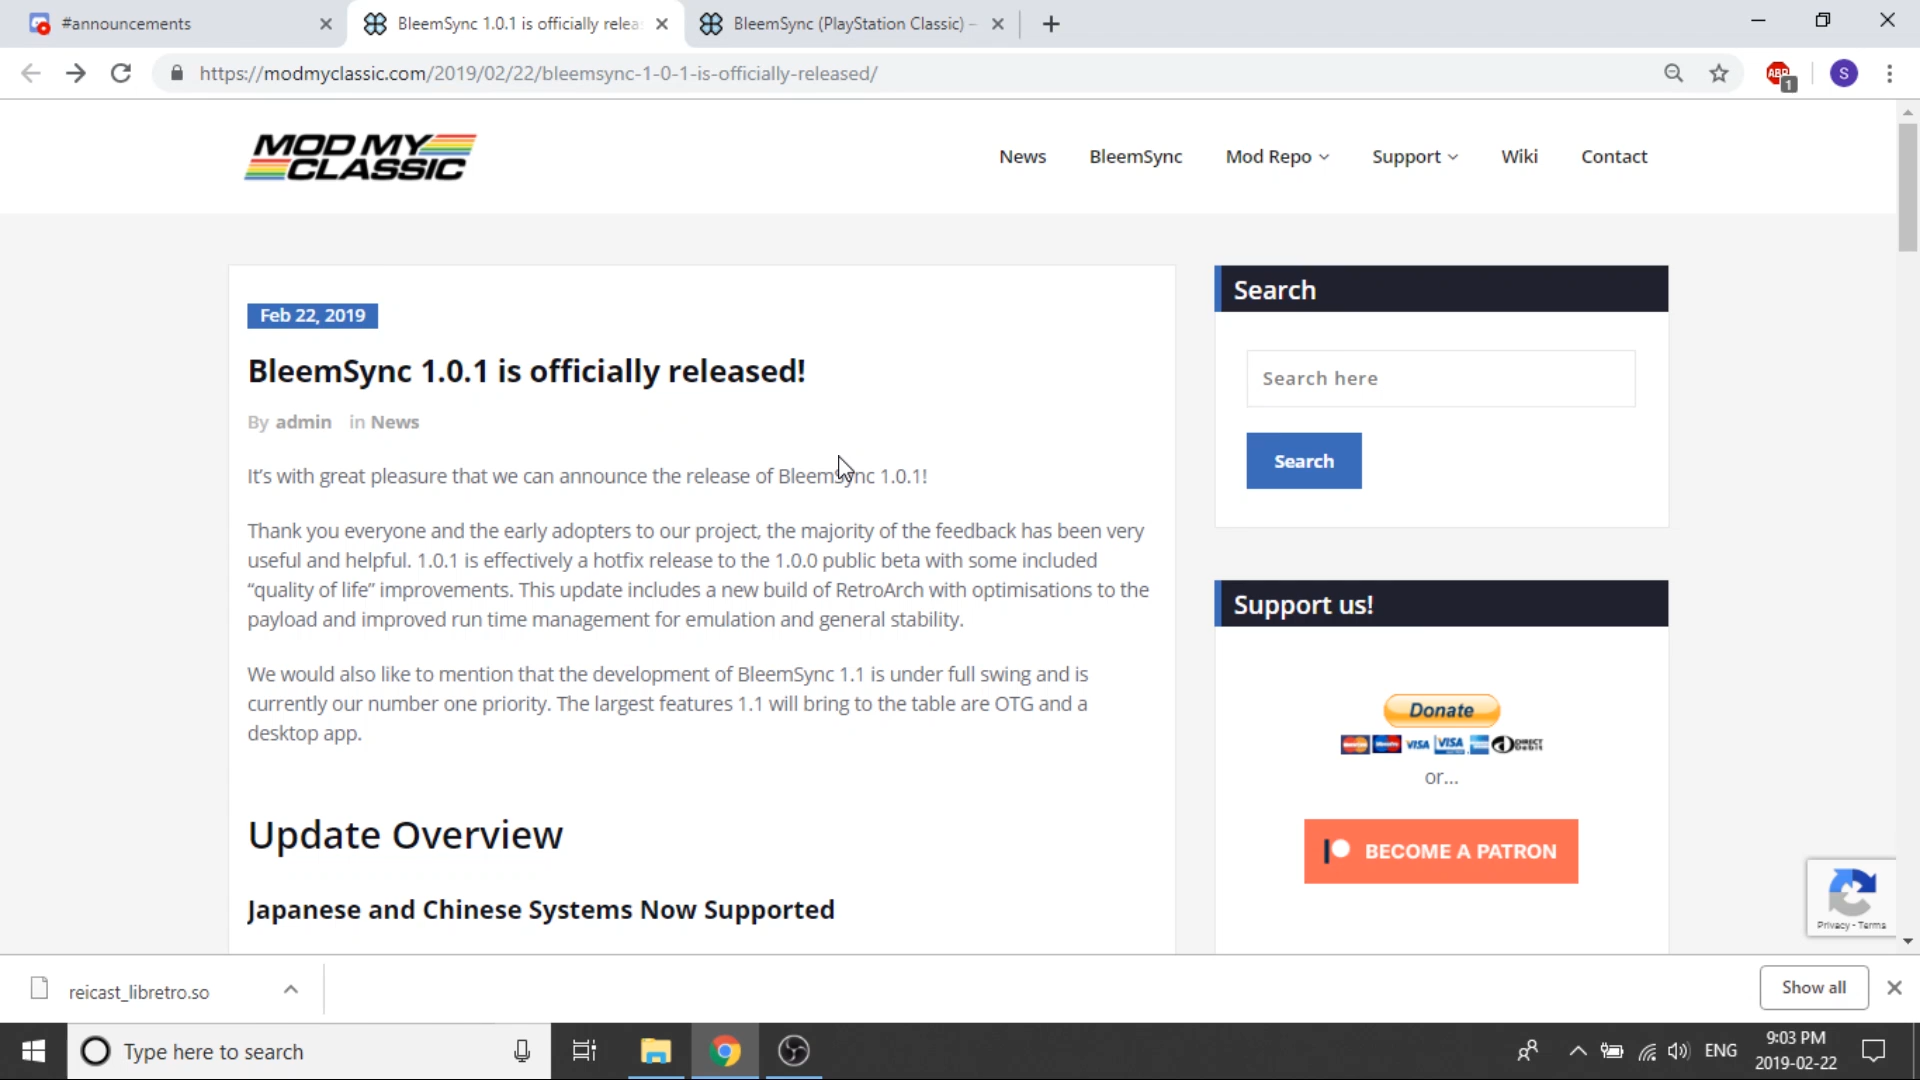 #announcements
BleemSync 1.0.1 is officially relea
BleemSync (PlayStation Classic) –
https://modmyclassic.com/2019/02/22/bleemsync-1-0-1-is-officially-released/
ABP
1
S
MOD MY
CLASSIC
News
BleemSync
Mod Repo
Support
Wiki
Contact
Feb 22, 2019
BleemSync 1.0.1 is officially released!
By admin in News
It’s with great pleasure that we can announce the release of BleemSync 1.0.1!
Thank you everyone and the early adopters to our project, the majority of the feedback has been very
useful and helpful. 1.0.1 is effectively a hotfix release to the 1.0.0 public beta with some included
“quality of life” improvements. This update includes a new build of RetroArch with optimisations to the
payload and improved run time management for emulation and general stability.
We would also like to mention that the development of BleemSync 1.1 is under full swing and is
currently our number one priority. The largest features 1.1 will bring to the table are OTG and a
desktop app.
Update Overview
Japanese and Chinese Systems Now Supported
Search
Search here
Search
Support us!
Donate
VISA
VISA
DIRECT
Debit
or...
BECOME A PATRON
Privacy - Terms
reicast_libretro.so
Show all
Type here to search
ENG
9:03 PM
2019-02-22